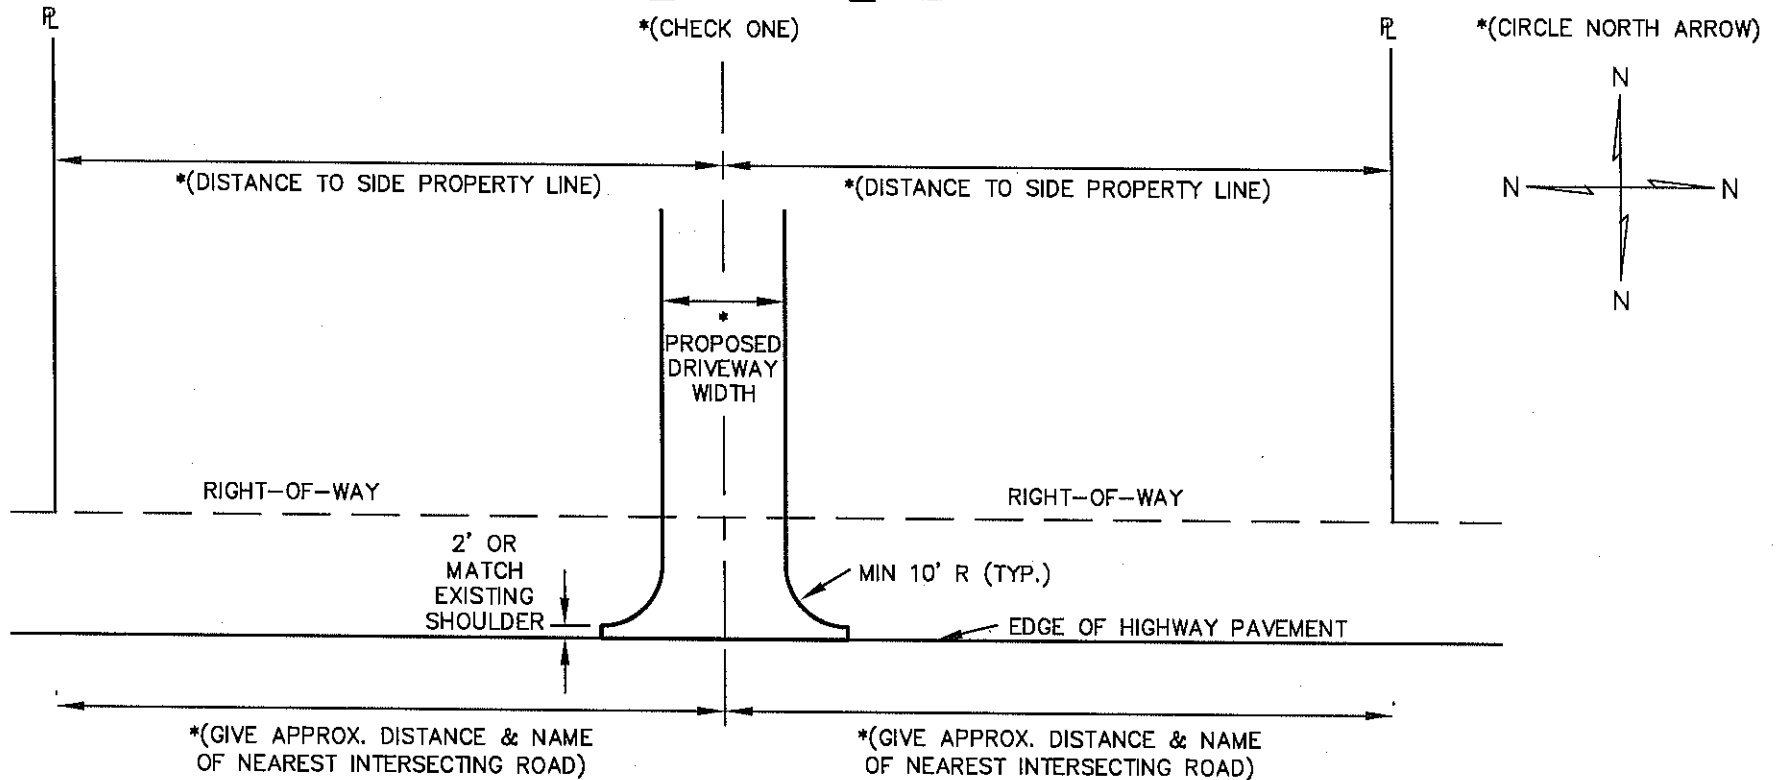 ℄
*(CHECK ONE)
℄
*(CIRCLE NORTH ARROW)
N
*(DISTANCE TO SIDE PROPERTY LINE)
*(DISTANCE TO SIDE PROPERTY LINE)
N
N
N
*
PROPOSED
DRIVEWAY
WIDTH
RIGHT-OF-WAY
RIGHT-OF-WAY
2' OR
MATCH
EXISTING
SHOULDER
MIN 10' R (TYP.)
EDGE OF HIGHWAY PAVEMENT
*(GIVE APPROX. DISTANCE & NAME
OF NEAREST INTERSECTING ROAD)
*(GIVE APPROX. DISTANCE & NAME
OF NEAREST INTERSECTING ROAD)